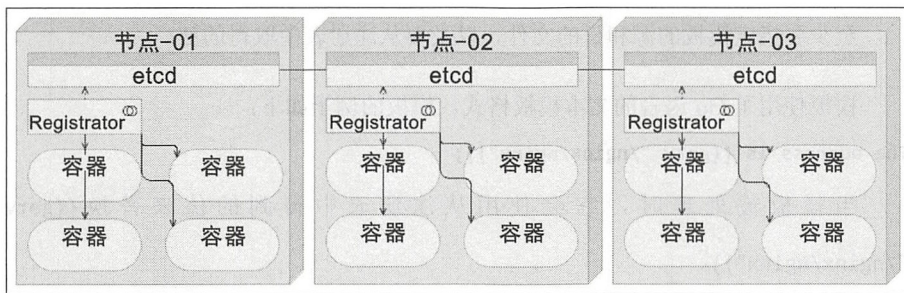 节点-01
etcd
Registrator
容器 容器
容器 容器
节点-02
etcd
Registrator
容器 容器
容器 容器
节点-03
etcd
Registrator
容器 容器
容器 容器